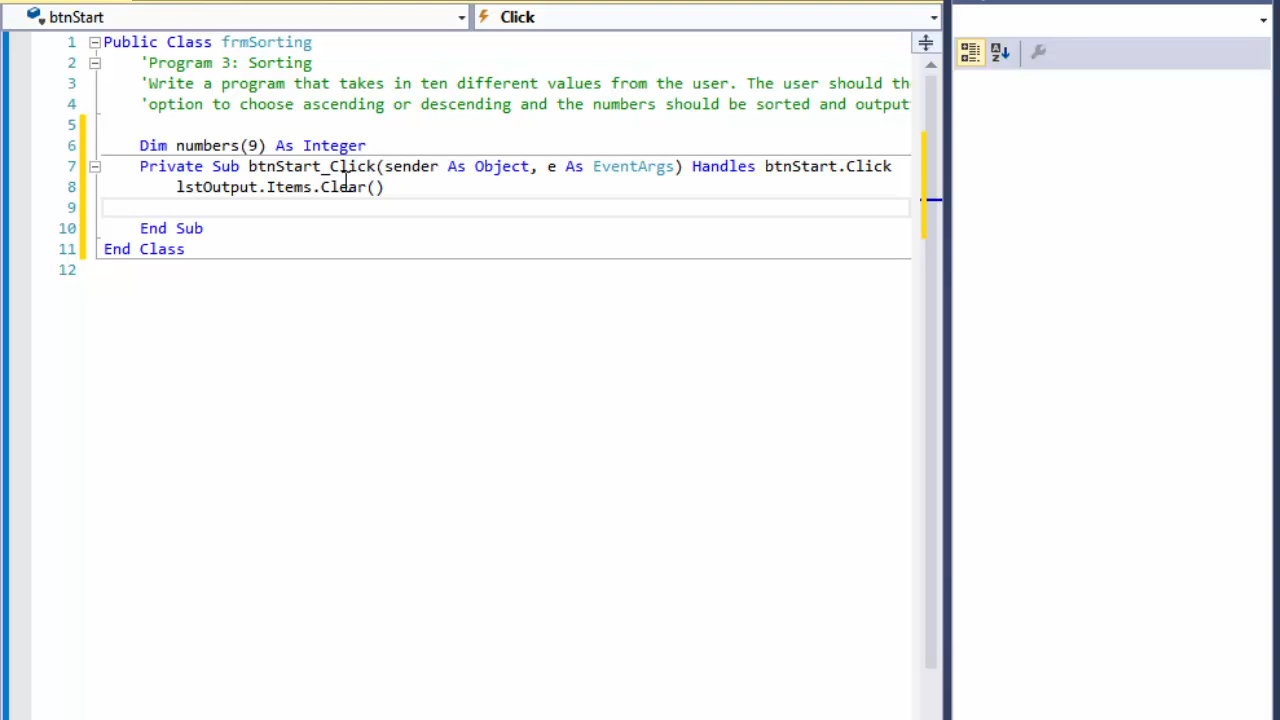 btnStart Click
1 Public Class frmSorting
2 'Program 3: Sorting
3 'Write a program that takes in ten different values from the user. The user should the
4 'option to choose ascending or descending and the numbers should be sorted and output
5
6 Dim numbers(9) As Integer
7 Private Sub btnStart_Click(sender As Object, e As EventArgs) Handles btnStart.Click
8 lstOutput.Items.Clear()
9
10 End Sub
11 End Class
12